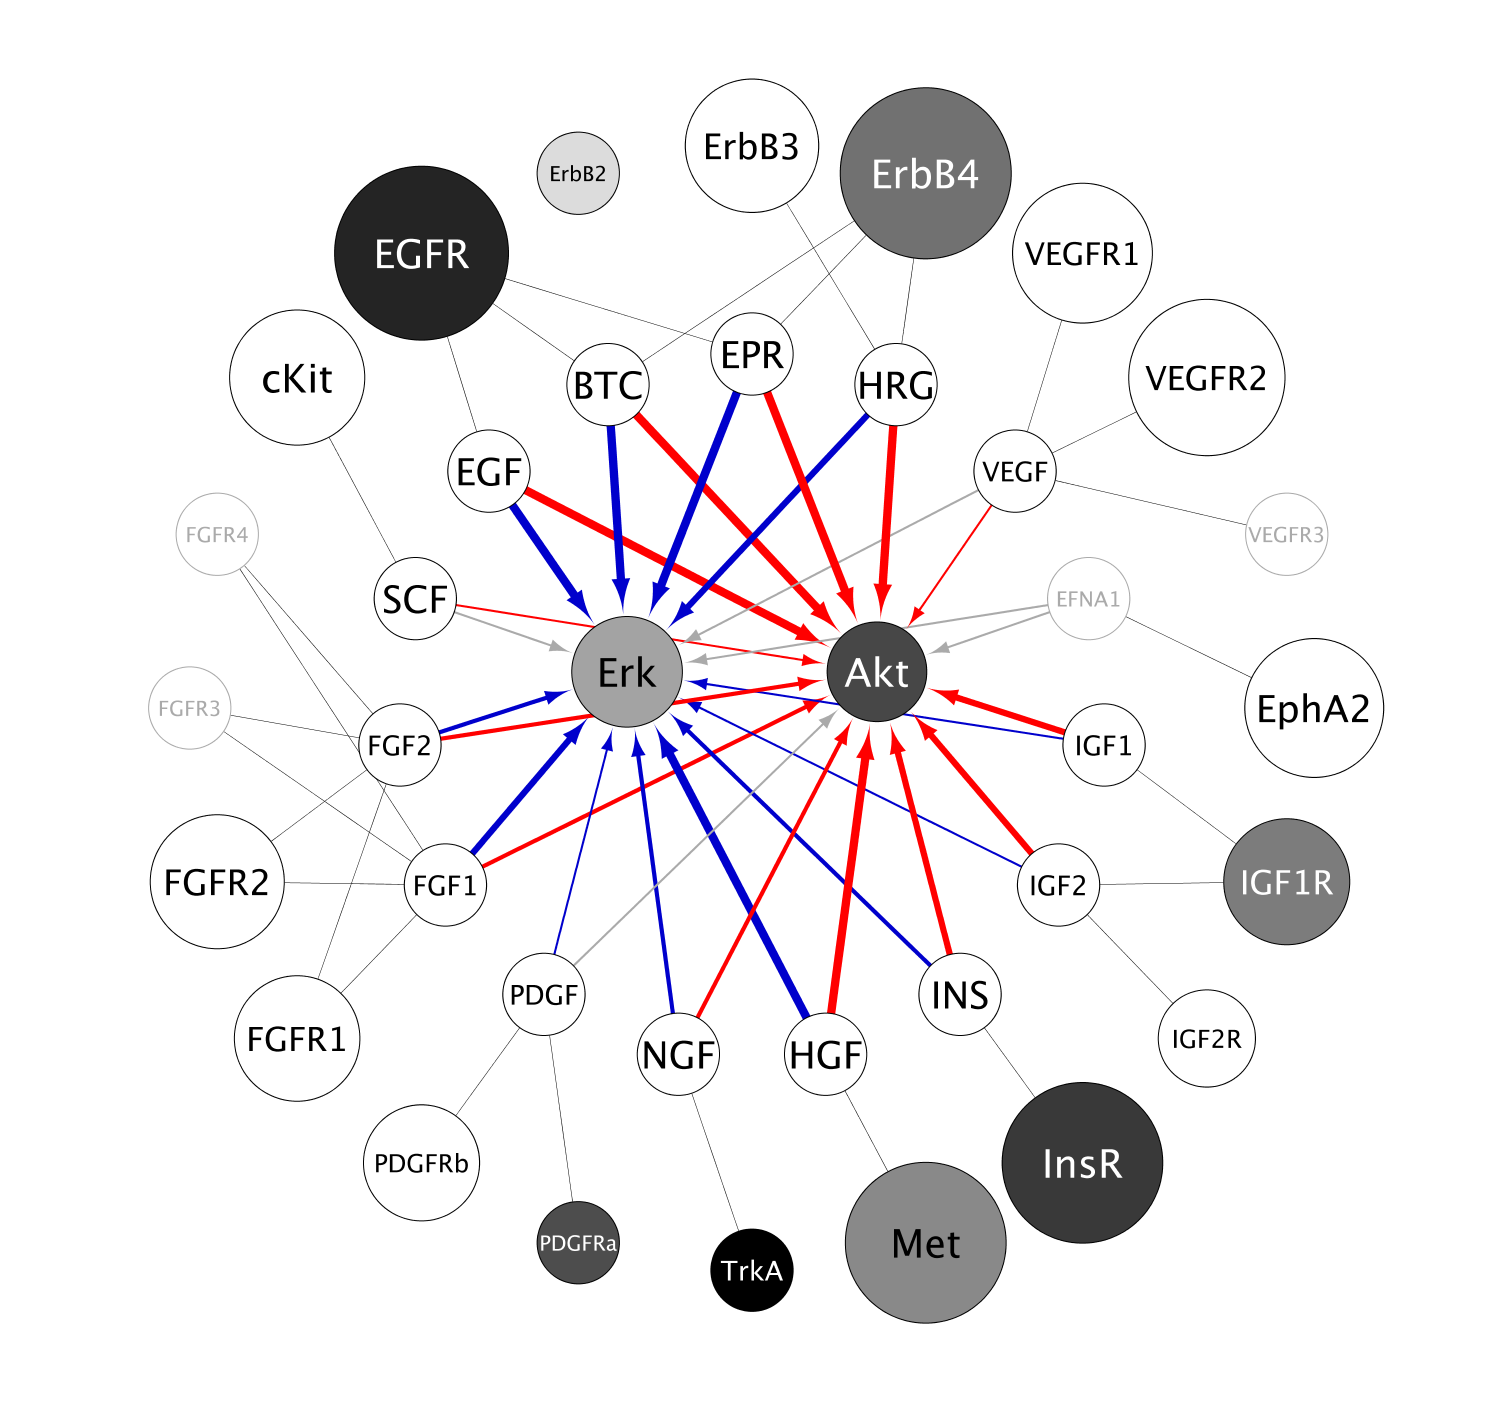 ErbB3
ErbB4
ErbB2
EGFR
VEGFR1
cKit
VEGFR2
EPR
BTC
HRG
EGF
VEGF
FGFR4
VEGFR3
SCF
EFNA1
Erk
Akt
FGFR3
EphA2
FGF2
IGF1
FGFR2
FGF1
IGF2
IGF1R
PDGF
INS
FGFR1
NGF
HGF
IGF2R
PDGFRb
InsR
PDGFRa
Met
TrkA